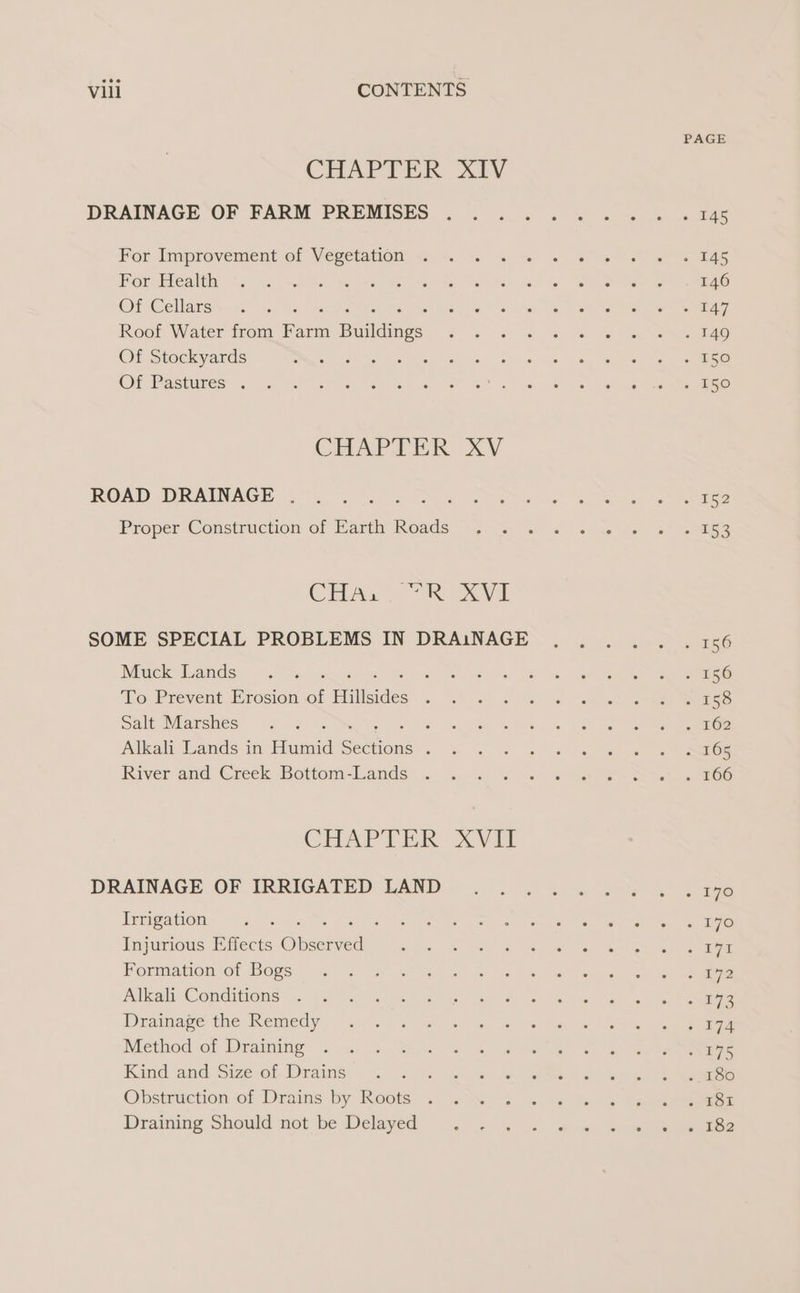 viii CONTENTS
PAGE
CHAPTER XIV
DRAINAGE OF FARM PREMISES . . . . . . . . . . 145
For Improvement of Vegetation . . . . . . . . . . 145
For Health . . . . . . . . . . 146
Of Cellars . . . . . . . . . . 147
Roof Water from Farm Buildings . . . . . . . . . . 149
Of Stockyards . . . . . . . . . . 150
Of Pastures . . . . . . . . . . 150
CHAPTER XV
ROAD DRAINAGE . . . . . . . . . . 152
Proper Construction of Earth Roads . . . . . . . . . . 153
CHA R XVI
SOME SPECIAL PROBLEMS IN DRAINAGE . . . . . . 156
Muck Lands . . . . . . . . . . 156
To Prevent Erosion of Hillsides . . . . . . . . . . 158
Salt Marshes . . . . . . . . . . 162
Alkali Lands in Humid Sections . . . . . . . . . . 165
River and Creek Bottom-Lands . . . . . . . . . . 166
CHAPTER XVII
DRAINAGE OF IRRIGATED LAND . . . . . . . . . 170
Irrigation . . . . . . . . . . 170
Injurious Effects Observed . . . . . . . . . . 171
Formation of Bogs . . . . . . . . . . 172
Alkali Conditions . . . . . . . . . . 173
Drainage the Remedy . . . . . . . . . . 174
Method of Draining . . . . . . . . . . 175
Kind and Size of Drains . . . . . . . . . . 180
Obstruction of Drains by Roots . . . . . . . . . . 181
Draining Should not be Delayed . . . . . . . . . . 182